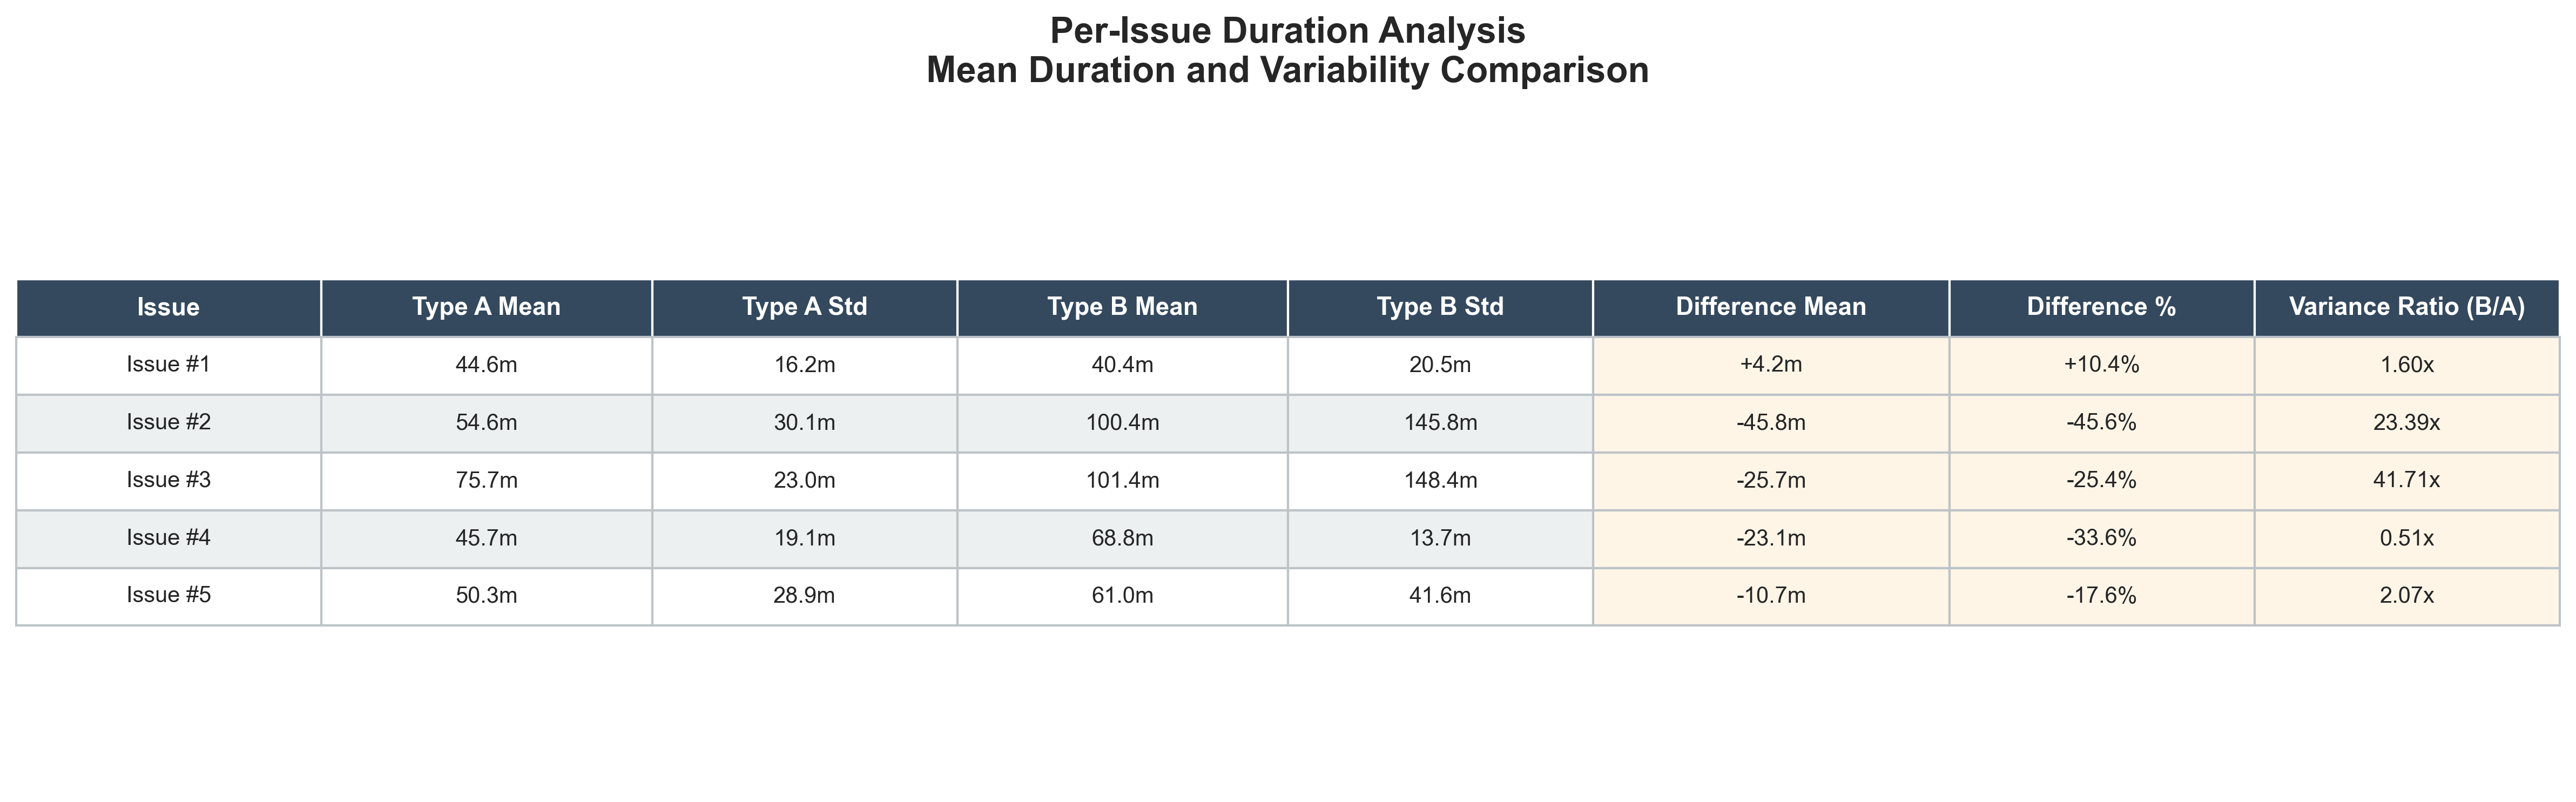 Per-Issue Duration Analysis
Mean Duration and Variability Comparison
Issue Type A Mean Type A Std Type B Mean Type B Std Difference Mean Difference % Variance Ratio (B/A)
Issue #1 44.6m 16.2m 40.4m 20.5m +4.2m +10.4% 1.60x
Issue #2 54.6m 30.1m 100.4m 145.8m -45.8m -45.6% 23.39x
Issue #3 75.7m 23.0m 101.4m 148.4m -25.7m -25.4% 41.71x
Issue #4 45.7m 19.1m 68.8m 13.7m -23.1m -33.6% 0.51x
Issue #5 50.3m 28.9m 61.0m 41.6m -10.7m -17.6% 2.07x